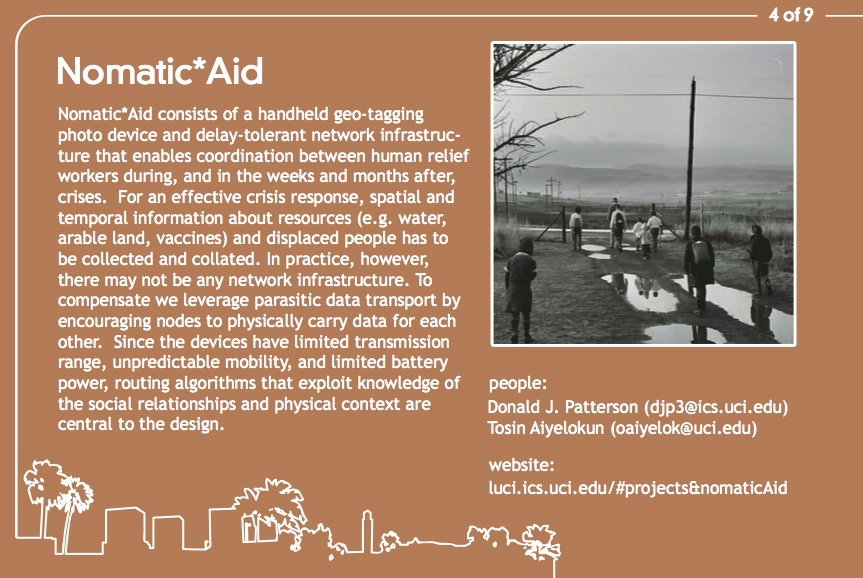 4 of 9
Nomatic*Aid
Nomatic*Aid consists of a handheld geo-tagging
photo device and delay-tolerant network infrastruc-
ture that enables coordination between human relief
workers during, and in the weeks and months after,
crises.  For an effective crisis response, spatial and
temporal information about resources (e.g. water,
arable land, vaccines) and displaced people has to
be collected and collated. In practice, however,
there may not be any network infrastructure. To
compensate we leverage parasitic data transport by
encouraging nodes to physically carry data for each
other.  Since the devices have limited transmission
range, unpredictable mobility, and limited battery
power, routing algorithms that exploit knowledge of
the social relationships and physical context are
central to the design.
people:
Donald J. Patterson (djp3@ics.uci.edu)
Tosin Aiyelokun (oaiyelok@uci.edu)
website:
luci.ics.uci.edu/#projects&nomaticAid